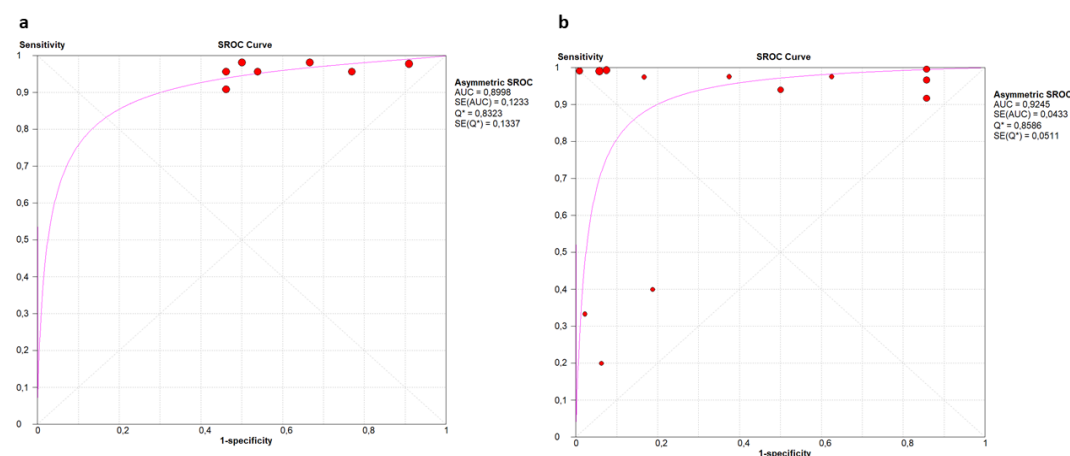 a
Sensitivity SROC Curve
1
0,9
0,8
0,7
0,6
0,5
0,4
0,3
0,2
0,1
0
0 0,2 0,4 0,6 0,8 1
1-specificity
Asymmetric SROC
AUC = 0,8998
SE(AUC) = 0,1233
Q* = 0,8323
SE(Q*) = 0,1337
b
Sensitivity SROC Curve
1
0,9
0,8
0,7
0,6
0,5
0,4
0,3
0,2
0,1
0
0 0,2 0,4 0,6 0,8 1
1-specificity
Asymmetric SROC
AUC = 0,9245
SE(AUC) = 0,0433
Q* = 0,8586
SE(Q*) = 0,0511